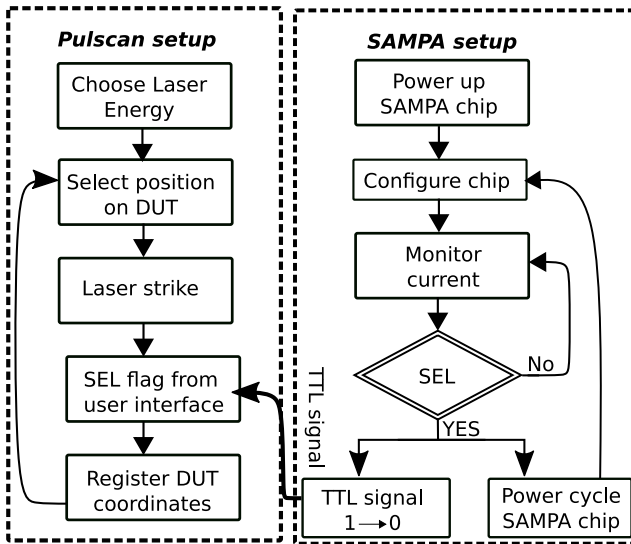 Pulscan setup
Choose Laser
Energy
Select position
on DUT
Laser strike
SEL flag from
user interface
Register DUT
coordinates
SAMPA setup
Power up
SAMPA chip
Configure chip
Monitor
current
SEL
No
YES
TTL signal
TTL signal
1→0
Power cycle
SAMPA chip